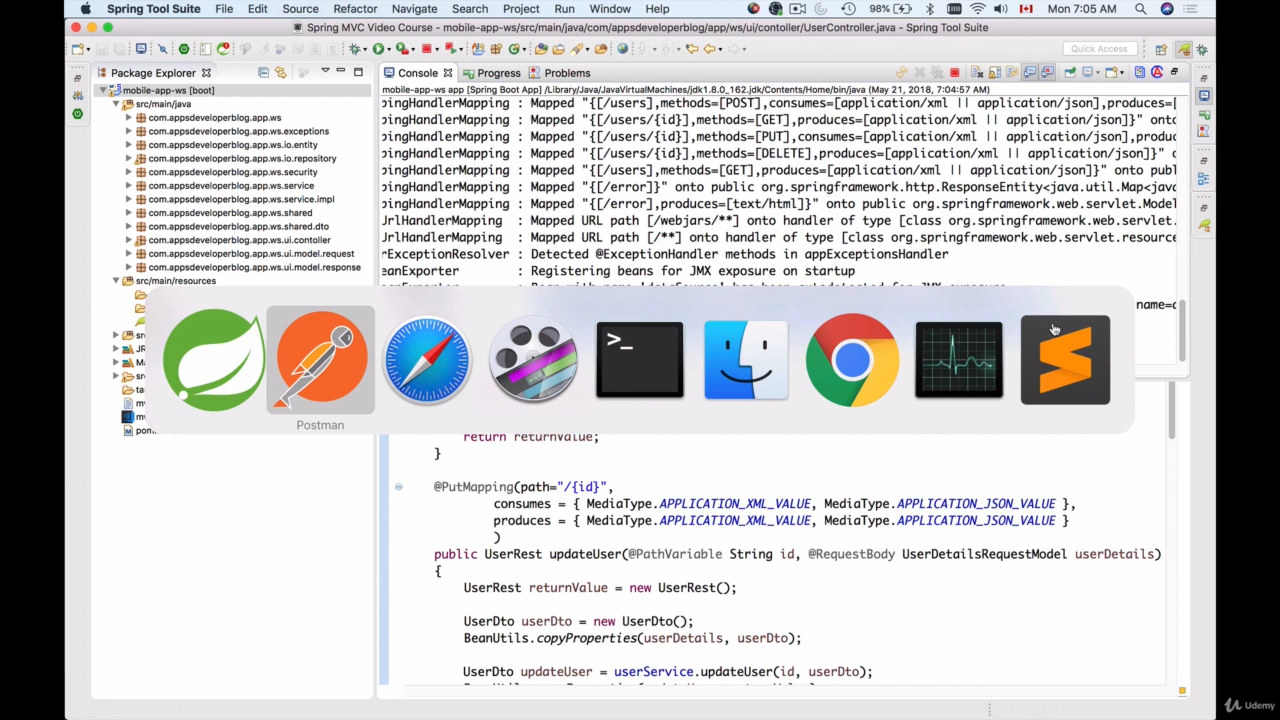 Spring Tool Suite File Edit Source Refactor Navigate Search Project Run Window Help 98% Mon 7:05 AM
Spring MVC Video Course - mobile-app-ws/src/main/java/com/appsdeveloperblog/app/ws/ui/contoller/UserController.java - Spring Tool Suite
Quick Access
Package Explorer
mobile-app-ws [boot]
src/main/java
com.appsdeveloperblog.app.ws
com.appsdeveloperblog.app.ws.exceptions
com.appsdeveloperblog.app.ws.io.entity
com.appsdeveloperblog.app.ws.io.repository
com.appsdeveloperblog.app.ws.security
com.appsdeveloperblog.app.ws.service
com.appsdeveloperblog.app.ws.service.impl
com.appsdeveloperblog.app.ws.shared
com.appsdeveloperblog.app.ws.shared.dto
com.appsdeveloperblog.app.ws.ui.contoller
com.appsdeveloperblog.app.ws.ui.model.request
com.appsdeveloperblog.app.ws.ui.model.response
src/main/resources
Console Progress Problems
mobile-app-ws app [Spring Boot App] /Library/Java/JavaVirtualMachines/jdk1.8.0_162.jdk/Contents/Home/bin/java (May 21, 2018, 7:04:57 AM)
pingHandlerMapping : Mapped "{[/users],methods=[POST],consumes=[application/xml || application/json],produces=[
pingHandlerMapping : Mapped "{[/users/{id}],methods=[GET],produces=[application/xml || application/json]}" onto
pingHandlerMapping : Mapped "{[/users/{id}],methods=[PUT],consumes=[application/xml || application/json],produc
pingHandlerMapping : Mapped "{[/users/{id}],methods=[DELETE],produces=[application/xml || application/json]}" o
pingHandlerMapping : Mapped "{[/users],methods=[GET],produces=[application/xml || application/json]}" onto publ
pingHandlerMapping : Mapped "{[/error]}" onto public org.springframework.http.ResponseEntity<java.util.Map<java
pingHandlerMapping : Mapped "{[/error],produces=[text/html]}" onto public org.springframework.web.servlet.Model
UrlHandlerMapping : Mapped URL path [/webjars/**] onto handler of type [class org.springframework.web.servlet.
UrlHandlerMapping : Mapped URL path [/**] onto handler of type [class org.springframework.web.servlet.resource
rExceptionResolver : Detected @ExceptionHandler methods in appExceptionsHandler
eanExporter : Registering beans for JMX exposure on startup
name=d
>_
Postman
return returnValue;
}
@PutMapping(path="/{id}",
consumes = { MediaType.APPLICATION_XML_VALUE, MediaType.APPLICATION_JSON_VALUE },
produces = { MediaType.APPLICATION_XML_VALUE, MediaType.APPLICATION_JSON_VALUE }
)
public UserRest updateUser(@PathVariable String id, @RequestBody UserDetailsRequestModel userDetails)
{
UserRest returnValue = new UserRest();
UserDto userDto = new UserDto();
BeanUtils.copyProperties(userDetails, userDto);
UserDto updateUser = userService.updateUser(id, userDto);
Udemy